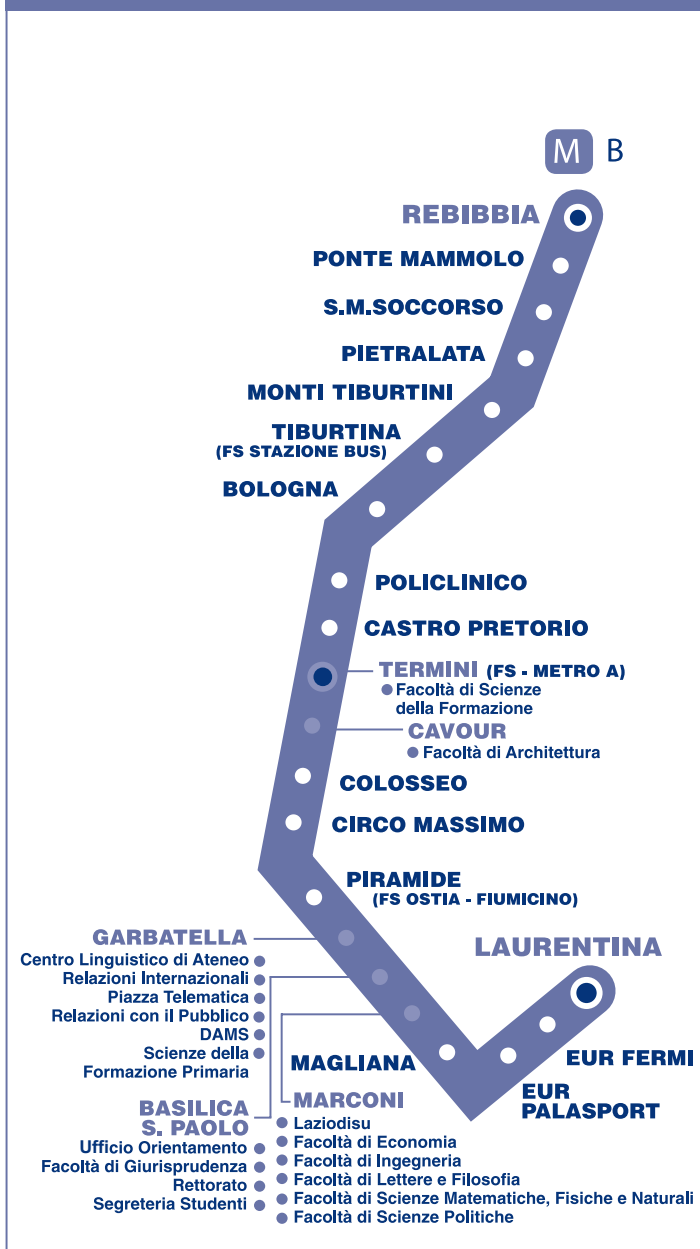 M B
REBIBBIA
PONTE MAMMOLO
S.M.SOCCORSO
PIETRALATA
MONTI TIBURTINI
TIBURTINA
(FS STAZIONE BUS)
BOLOGNA
POLICLINICO
CASTRO PRETORIO
TERMINI (FS - METRO A)
Facoltà di Scienze
della Formazione
CAVOUR
Facoltà di Architettura
COLOSSEO
CIRCO MASSIMO
PIRAMIDE
(FS OSTIA - FIUMICINO)
GARBATELLA
Centro Linguistico di Ateneo
Relazioni Internazionali
Piazza Telematica
Relazioni con il Pubblico
DAMS
Scienze della
Formazione Primaria
BASILICA
S. PAOLO
Ufficio Orientamento
Facoltà di Giurisprudenza
Rettorato
Segreteria Studenti
MARCONI
Laziodisu
Facoltà di Economia
Facoltà di Ingegneria
Facoltà di Lettere e Filosofia
Facoltà di Scienze Matematiche, Fisiche e Naturali
Facoltà di Scienze Politiche
MAGLIANA
EUR
PALASPORT
EUR FERMI
LAURENTINA